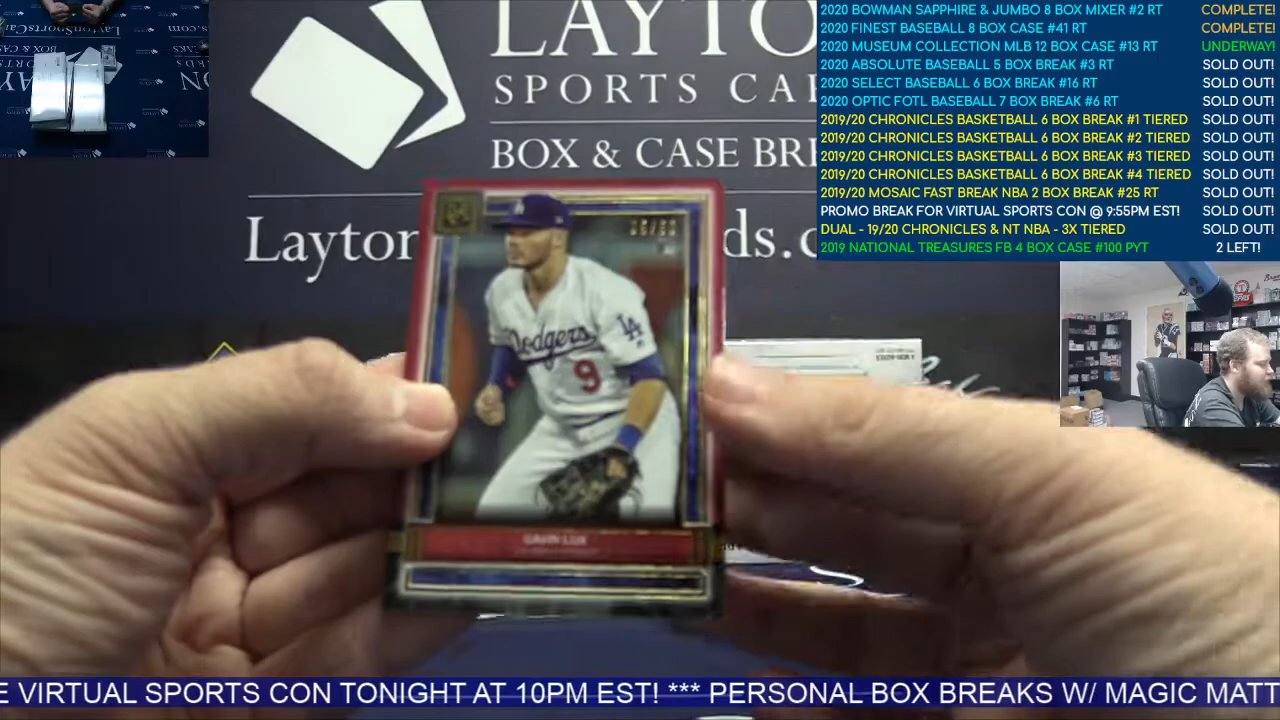 2020 BOWMAN SAPPHIRE & JUMBO 8 BOX MIXER #2 RT COMPLETE!
2020 FINEST BASEBALL 8 BOX CASE #41 RT COMPLETE!
2020 MUSEUM COLLECTION MLB 12 BOX CASE #13 RT UNDERWAY!
2020 ABSOLUTE BASEBALL 5 BOX BREAK #3 RT SOLD OUT!
2020 SELECT BASEBALL 6 BOX BREAK #16 RT SOLD OUT!
2020 OPTIC FOTL BASEBALL 7 BOX BREAK #6 RT SOLD OUT!
2019/20 CHRONICLES BASKETBALL 6 BOX BREAK #1 TIERED SOLD OUT!
2019/20 CHRONICLES BASKETBALL 6 BOX BREAK #2 TIERED SOLD OUT!
2019/20 CHRONICLES BASKETBALL 6 BOX BREAK #3 TIERED SOLD OUT!
2019/20 CHRONICLES BASKETBALL 6 BOX BREAK #4 TIERED SOLD OUT!
2019/20 MOSAIC FAST BREAK NBA 2 BOX BREAK #25 RT SOLD OUT!
PROMO BREAK FOR VIRTUAL SPORTS CON @ 9:55PM EST! SOLD OUT!
DUAL - 19/20 CHRONICLES & NT NBA - 3X TIERED SOLD OUT!
2019 NATIONAL TREASURES FB 4 BOX CASE #100 PYT 2 LEFT!
LAYTO
SPORTS CA
BOX & CASE BRE
Layton
ds.c
LA
Dodgers
LA
9
GAVIN LUX
E VIRTUAL SPORTS CON TONIGHT AT 10PM EST! *** PERSONAL BOX BREAKS W/ MAGIC MATT